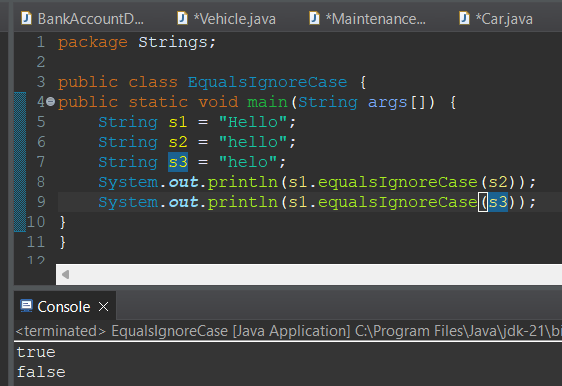 BankAccountD... *Vehicle.java *Maintenance... *Car.java
1 package Strings;
2
3 public class EqualsIgnoreCase {
4 public static void main(String args[]) {
5     String s1 = "Hello";
6     String s2 = "hello";
7     String s3 = "helo";
8     System.out.println(s1.equalsIgnoreCase(s2));
9     System.out.println(s1.equalsIgnoreCase(s3));
10 }
11 }
12
Console
<terminated> EqualsIgnoreCase [Java Application] C:\Program Files\Java\jdk-21\bi
true
false